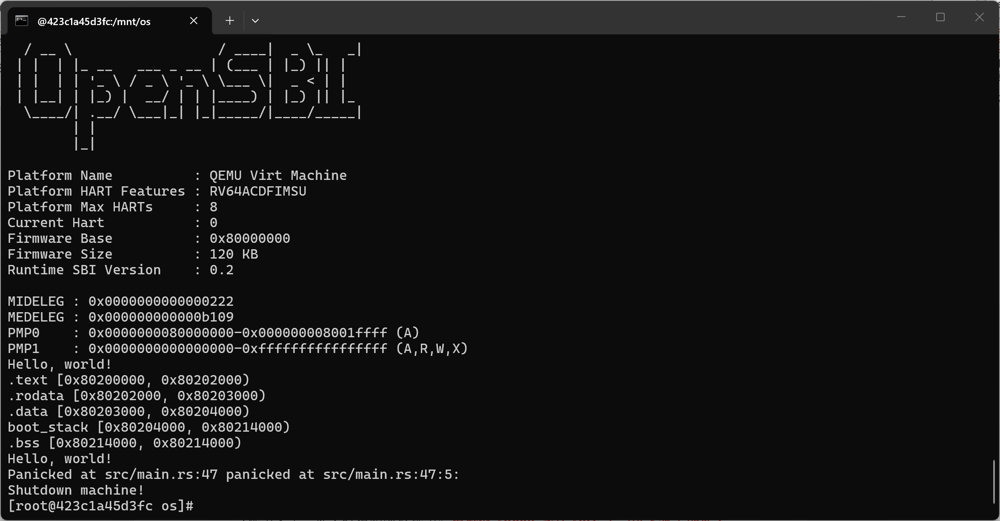 @423c1a45d3fc:/mnt/os
  / __ \                  / ____|  _ \_   _|
 | |  | |_ __   ___ _ __ | (___ | |_) || |
 | |  | | '_ \ / _ \ '_ \ \___ \|  _ < | |
 | |__| | |_) |  __/ | | |____) | |_) || |_
  \____/| .__/ \___|_| |_|_____/|____/_____|
        | |
        |_|
Platform Name          : QEMU Virt Machine
Platform HART Features : RV64ACDFIMSU
Platform Max HARTs     : 8
Current Hart           : 0
Firmware Base          : 0x80000000
Firmware Size          : 120 KB
Runtime SBI Version    : 0.2
MIDELEG : 0x0000000000000222
MEDELEG : 0x000000000000b109
PMP0    : 0x0000000080000000-0x000000008001ffff (A)
PMP1    : 0x0000000000000000-0xffffffffffffffff (A,R,W,X)
Hello, world!
.text [0x80200000, 0x80202000)
.rodata [0x80202000, 0x80203000)
.data [0x80203000, 0x80204000)
boot_stack [0x80204000, 0x80214000)
.bss [0x80214000, 0x80214000)
Hello, world!
Panicked at src/main.rs:47 panicked at src/main.rs:47:5:
Shutdown machine!
[root@423c1a45d3fc os]#